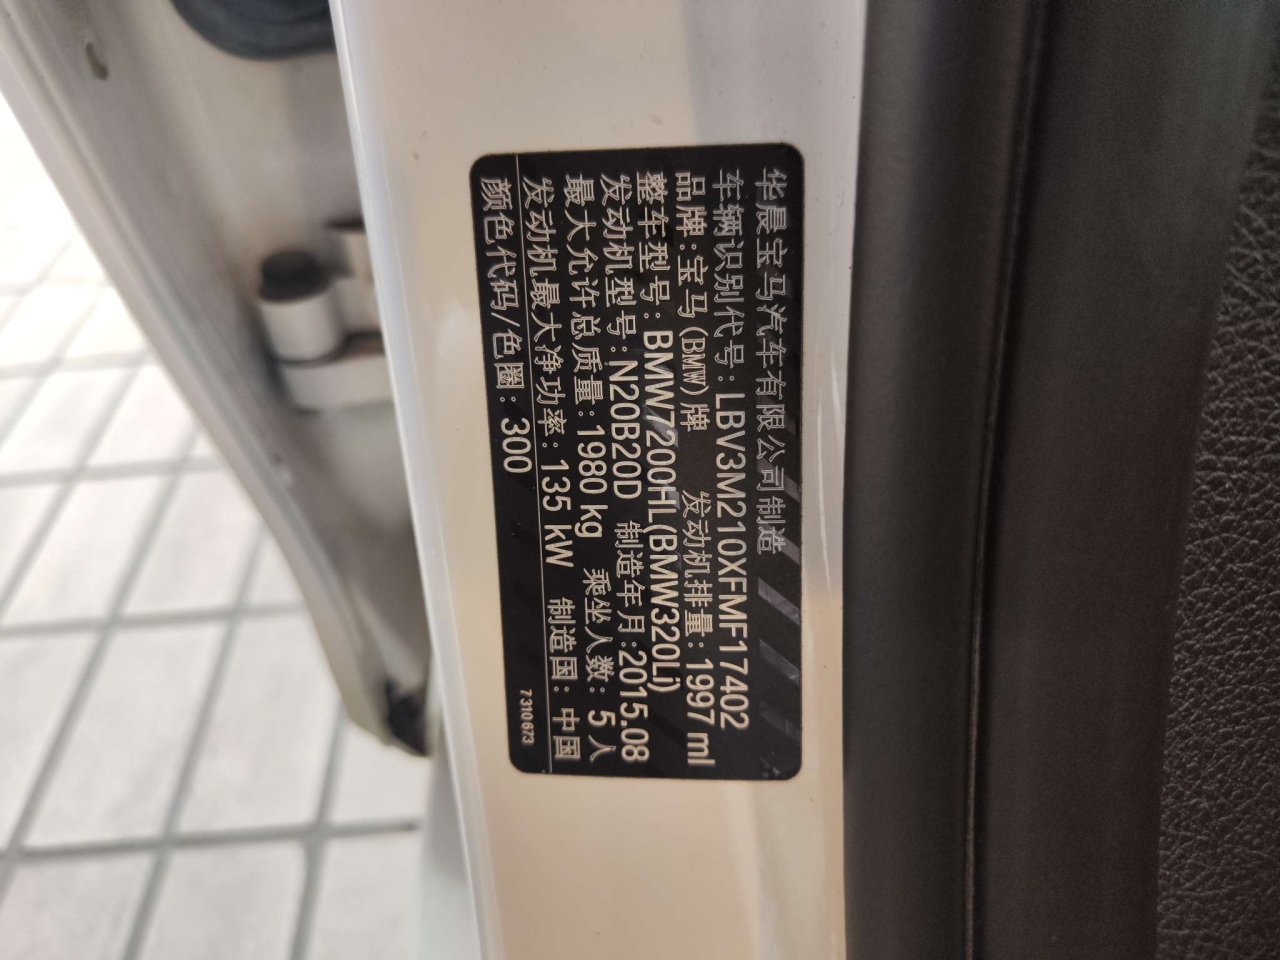 华晨宝马汽车有限公司制造
车辆识别代号：LBV3M210XFMF17402
品牌：宝马(BMW)牌 发动机排量：1997 ml
整车型号：BMW7200HL(BMW320Li)
发动机型号：N20B20D 制造年月：2015.08
最大允许总质量：1980 kg 乘坐人数：5 人
发动机最大净功率：135 kW 制造国：中国
颜色代码/色圈：300 7 310 673